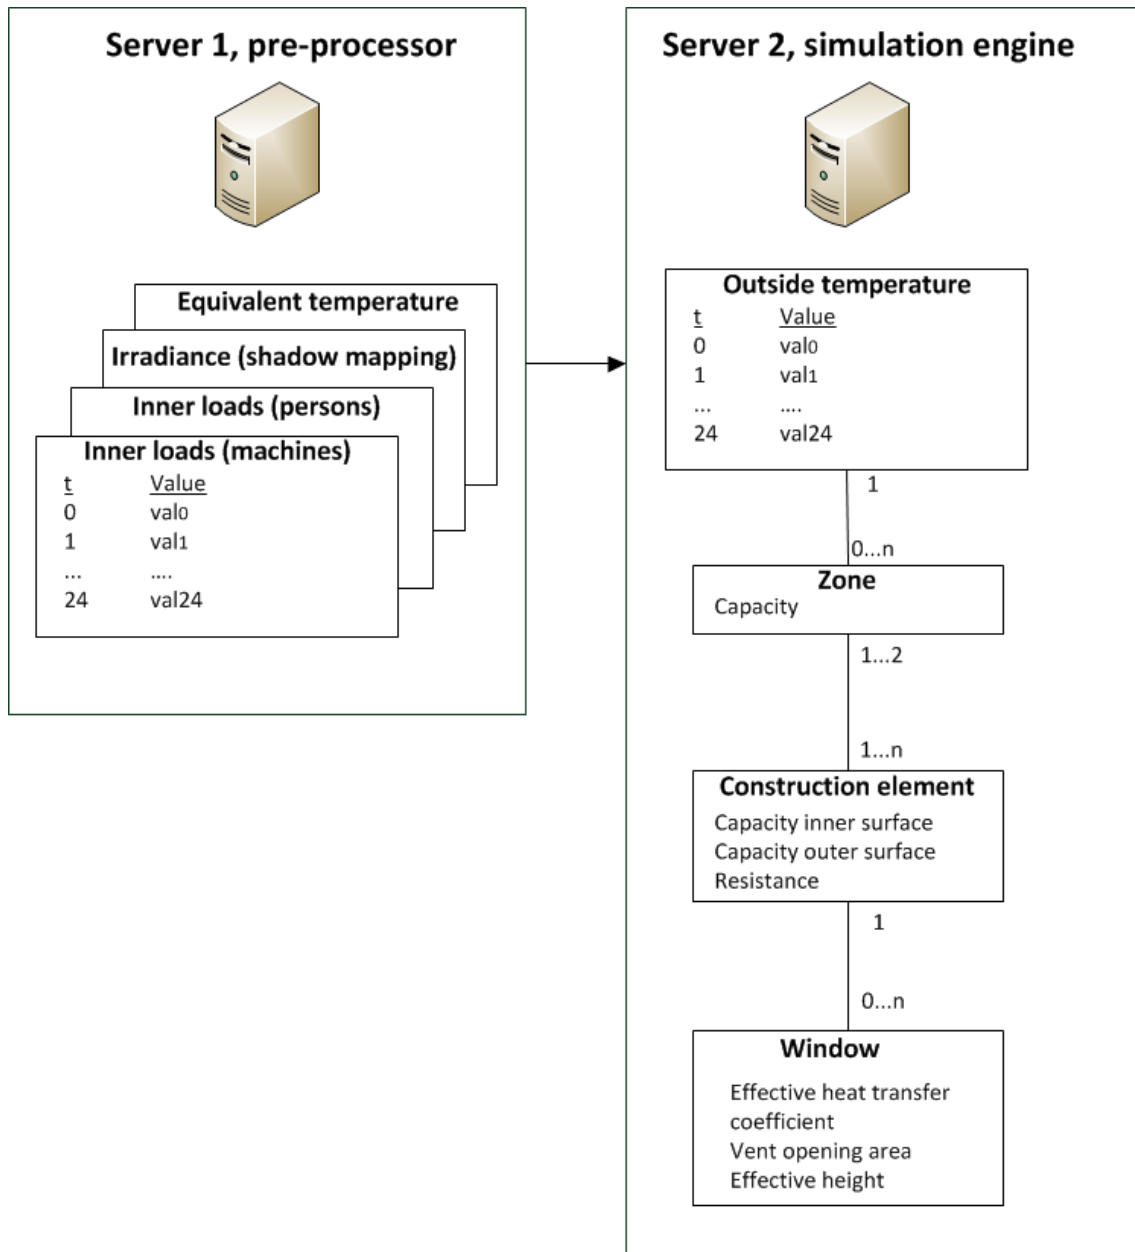 Server 1, pre-processor
Equivalent temperature
Irradiance (shadow mapping)
Inner loads (persons)
Inner loads (machines)
t Value
0 val0
1 val1
... ....
24 val24
Server 2, simulation engine
Outside temperature
t Value
0 val0
1 val1
... ....
24 val24
1
0...n
Zone
Capacity
1...2
1...n
Construction element
Capacity inner surface
Capacity outer surface
Resistance
1
0...n
Window
Effective heat transfer
coefficient
Vent opening area
Effective height